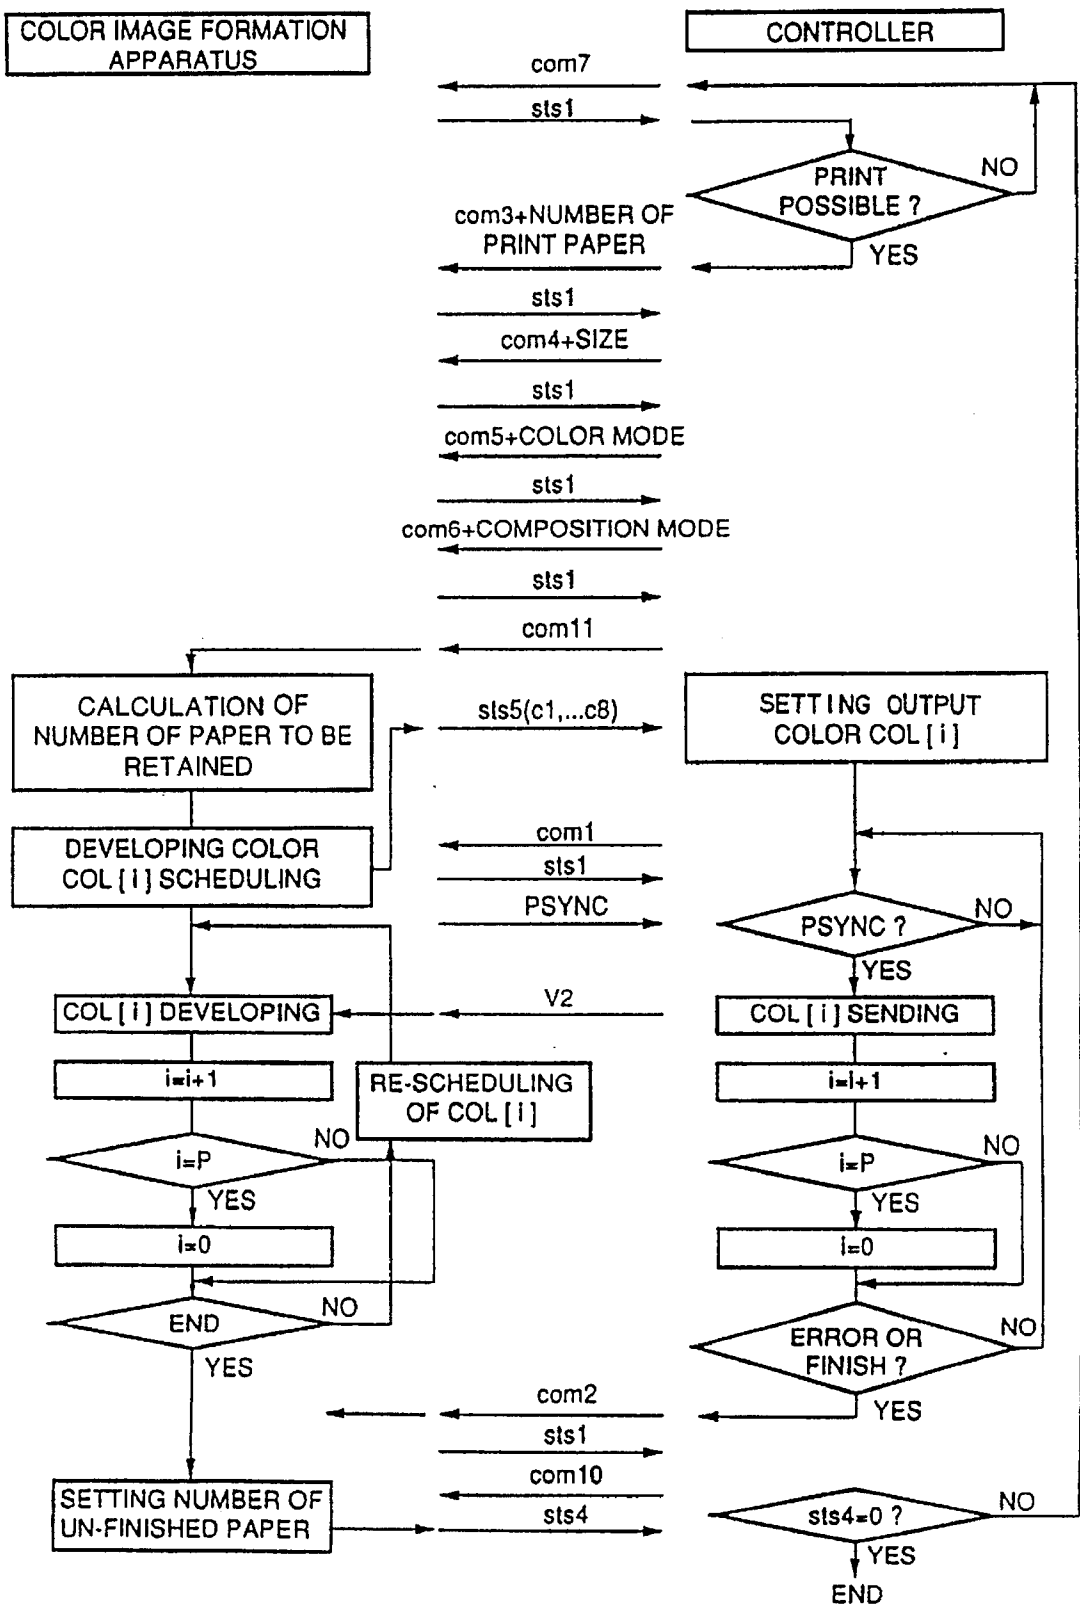 COLOR IMAGE FORMATION
APPARATUS
CONTROLLER
com7
sts1
PRINT
POSSIBLE ?
NO
YES
com3+NUMBER OF
PRINT PAPER
sts1
com4+SIZE
sts1
com5+COLOR MODE
sts1
com6+COMPOSITION MODE
sts1
com11
CALCULATION OF
NUMBER OF PAPER TO BE
RETAINED
sts5(c1,...c8)
SETTING OUTPUT
COLOR COL[i]
DEVELOPING COLOR
COL[i] SCHEDULING
com1
sts1
PSYNC
PSYNC ?
NO
YES
COL[i] DEVELOPING
V2
COL[i] SENDING
i=i+1
RE-SCHEDULING
OF COL[i]
i=i+1
i=P
NO
YES
i=P
NO
YES
i=0
i=0
END
NO
YES
ERROR OR
FINISH ?
NO
YES
com2
sts1
com10
sts4
SETTING NUMBER OF
UN-FINISHED PAPER
sts4=0 ?
NO
YES
END